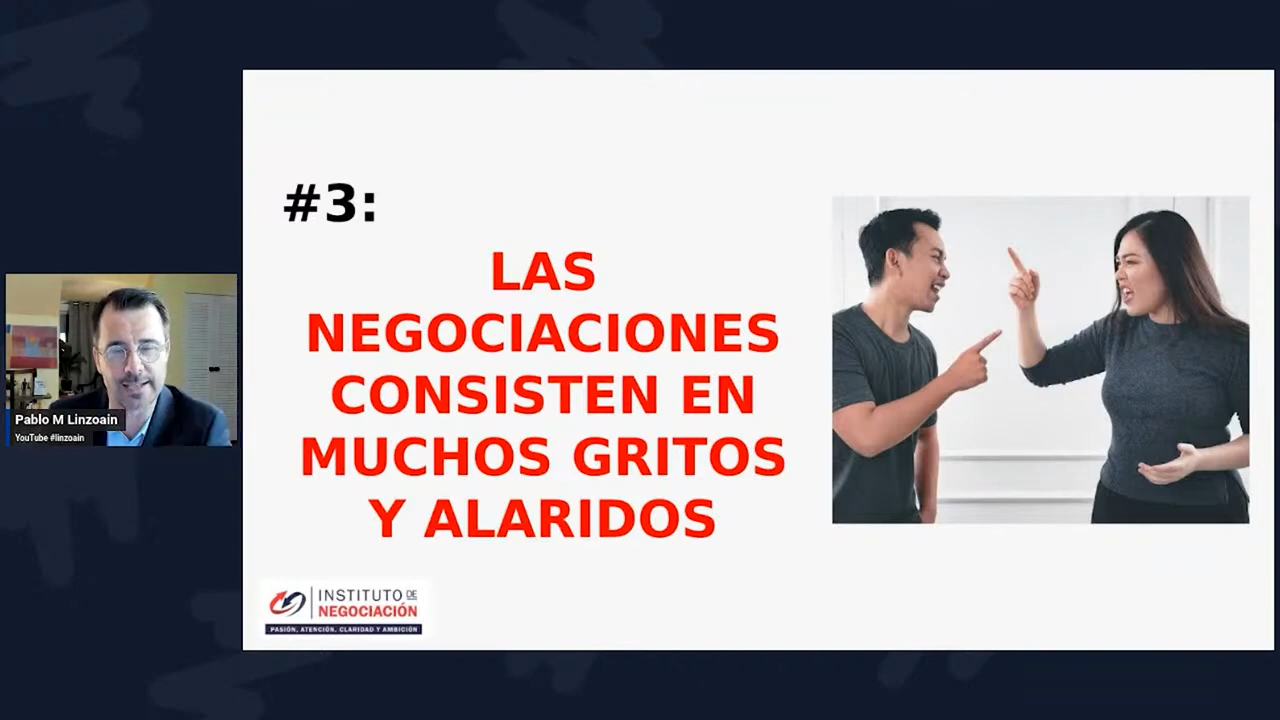 #3:
LAS
NEGOCIACIONES
CONSISTEN EN
MUCHOS GRITOS
Y ALARIDOS
Pablo M Linzoain
YouTube #linzoain
INSTITUTO DE
NEGOCIACIÓN
PASIÓN, ATENCIÓN, CLARIDAD Y AMBICIÓN